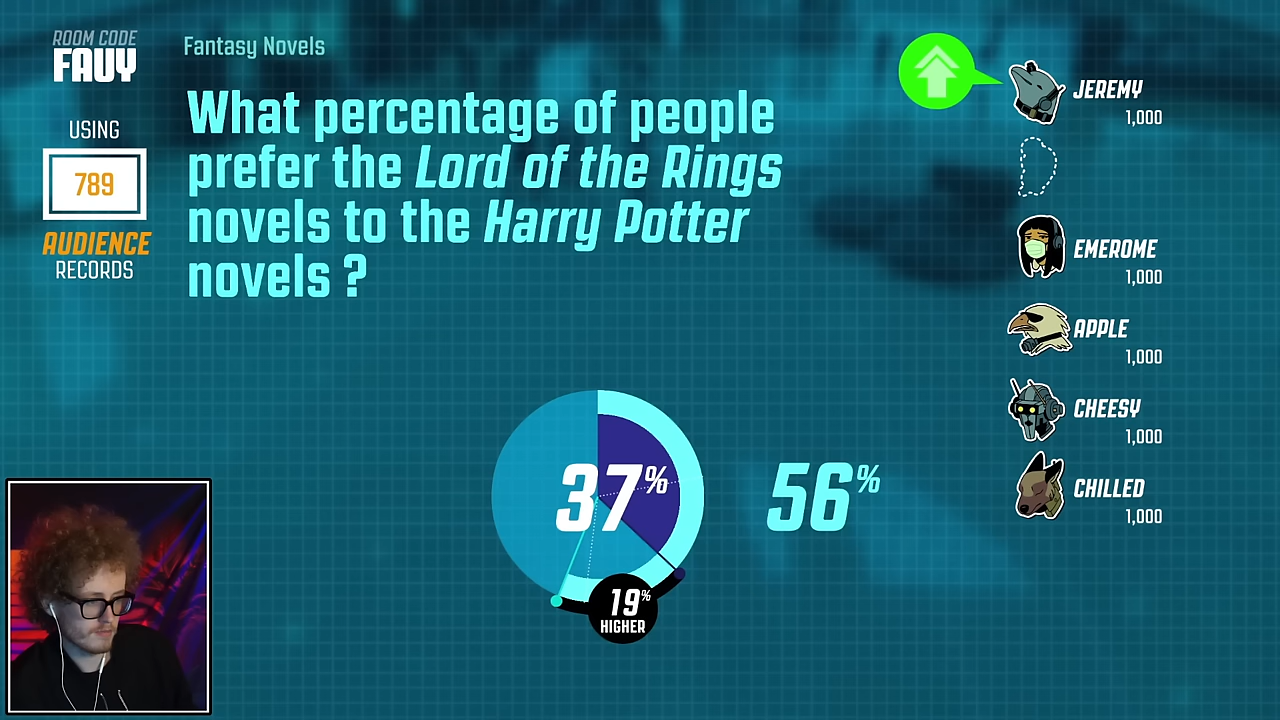 ROOM CODE
FAUY
USING
789
AUDIENCE
RECORDS
Fantasy Novels
What percentage of people
prefer the Lord of the Rings
novels to the Harry Potter
novels ?
37%
56%
19%
HIGHER
JEREMY
1,000
EMEROME
1,000
APPLE
1,000
CHEESY
1,000
CHILLED
1,000